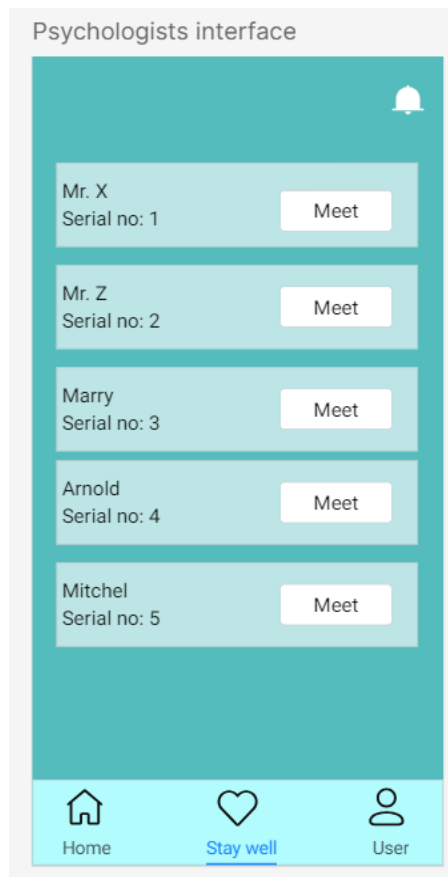 Psychologists interface
Mr. X
Serial no: 1
Meet
Mr. Z
Serial no: 2
Meet
Marry
Serial no: 3
Meet
Arnold
Serial no: 4
Meet
Mitchel
Serial no: 5
Meet
Home
Stay well
User